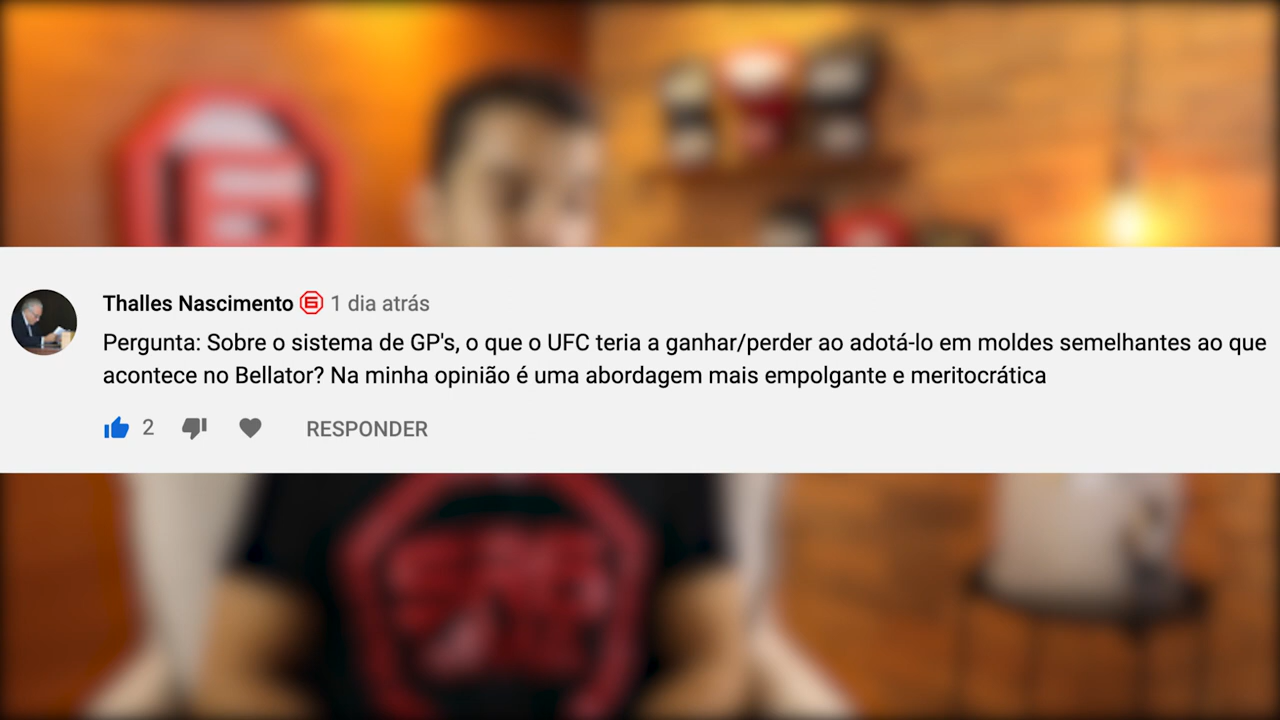 Thalles Nascimento 6 1 dia atrás
Pergunta: Sobre o sistema de GP's, o que o UFC teria a ganhar/perder ao adotá-lo em moldes semelhantes ao que
acontece no Bellator? Na minha opinião é uma abordagem mais empolgante e meritocrática
2 RESPONDER